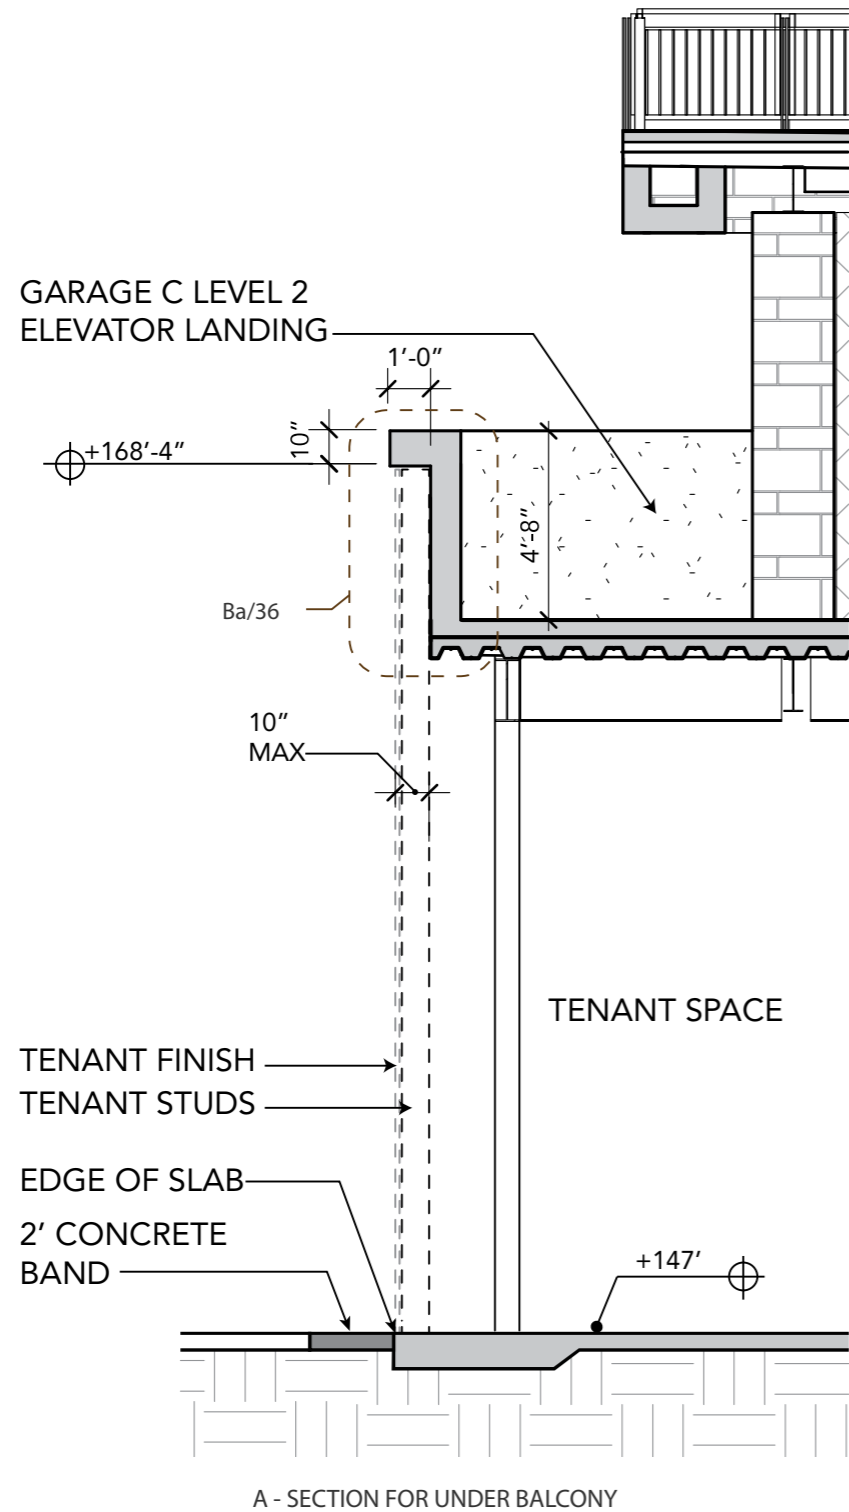 GARAGE C LEVEL 2
ELEVATOR LANDING
1’-0”
10”
+168’-4”
4’-8”
Ba/36
10”
MAX
TENANT SPACE
TENANT FINISH
TENANT STUDS
EDGE OF SLAB
2’ CONCRETE
BAND
+147’
A - SECTION FOR UNDER BALCONY